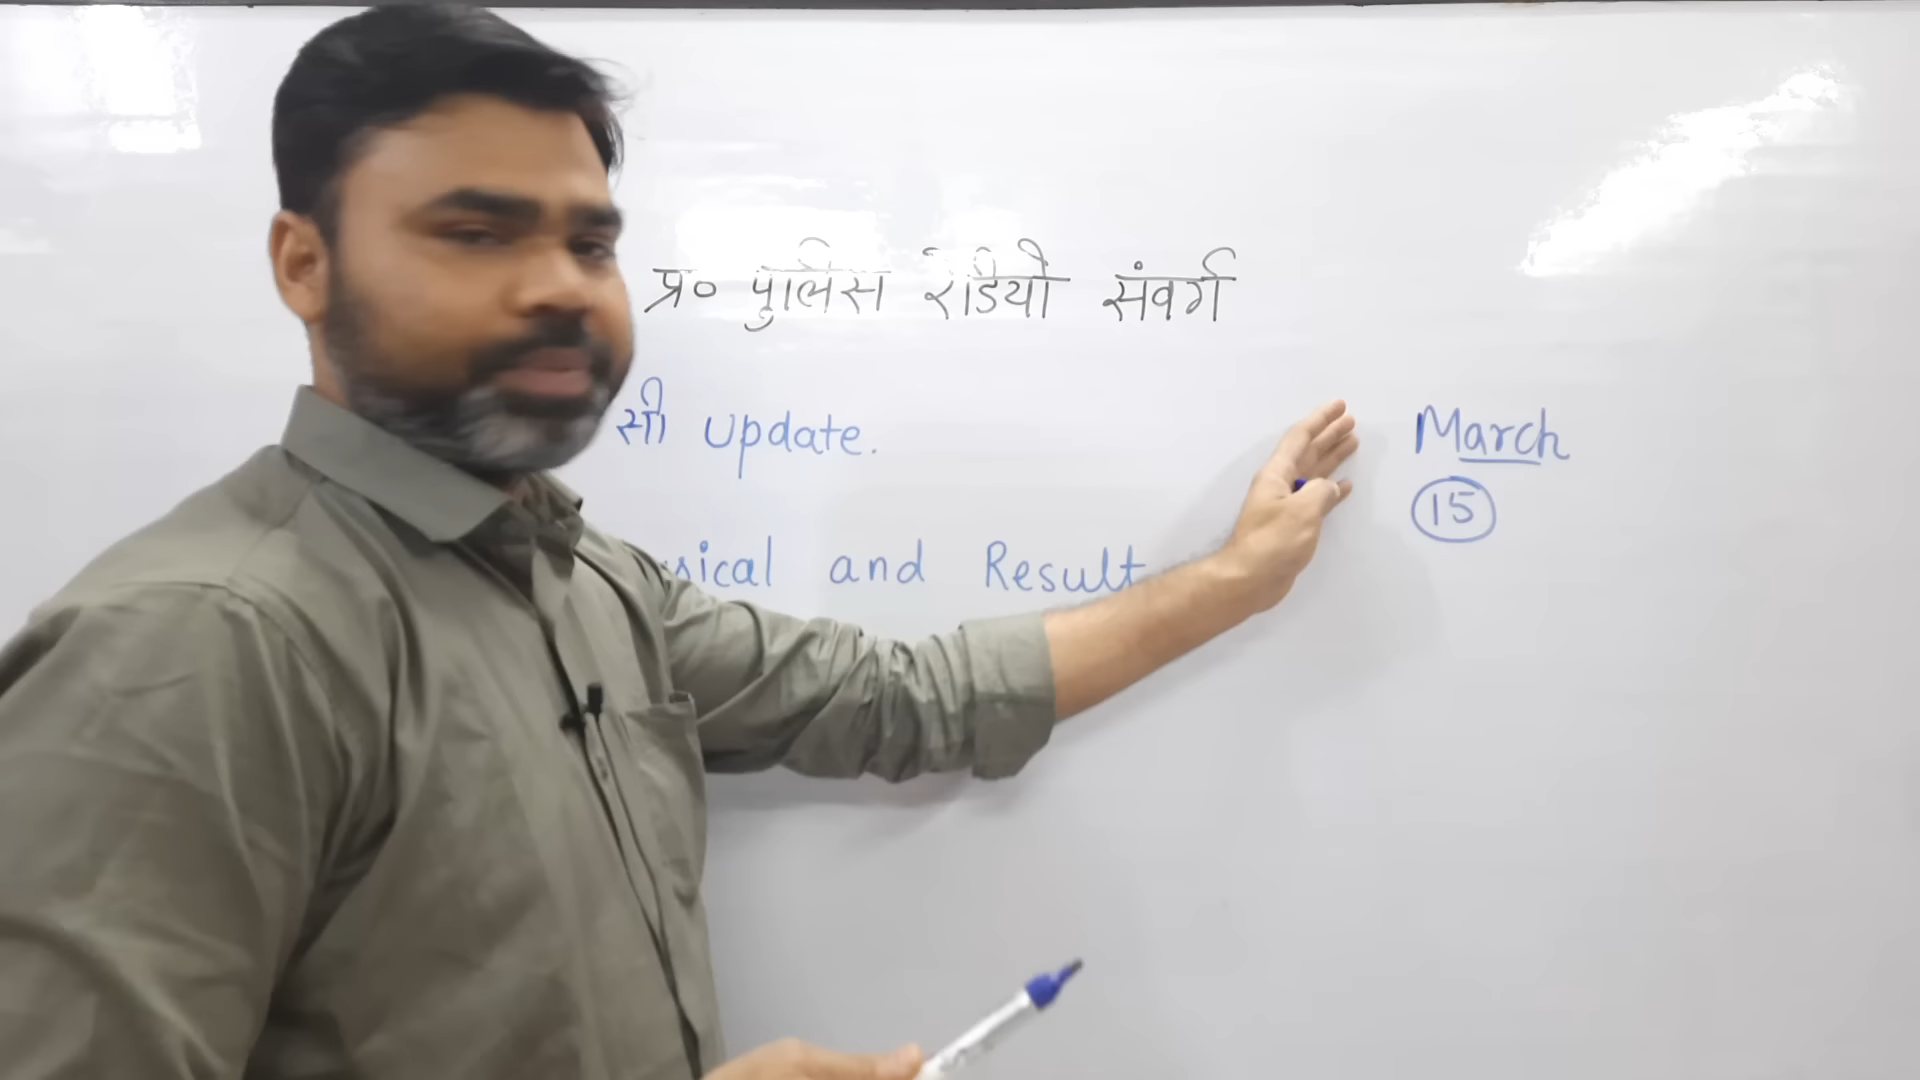 प्र० पुलिस रेडियो संवर्ग
सी update.
March
15
sical and Result